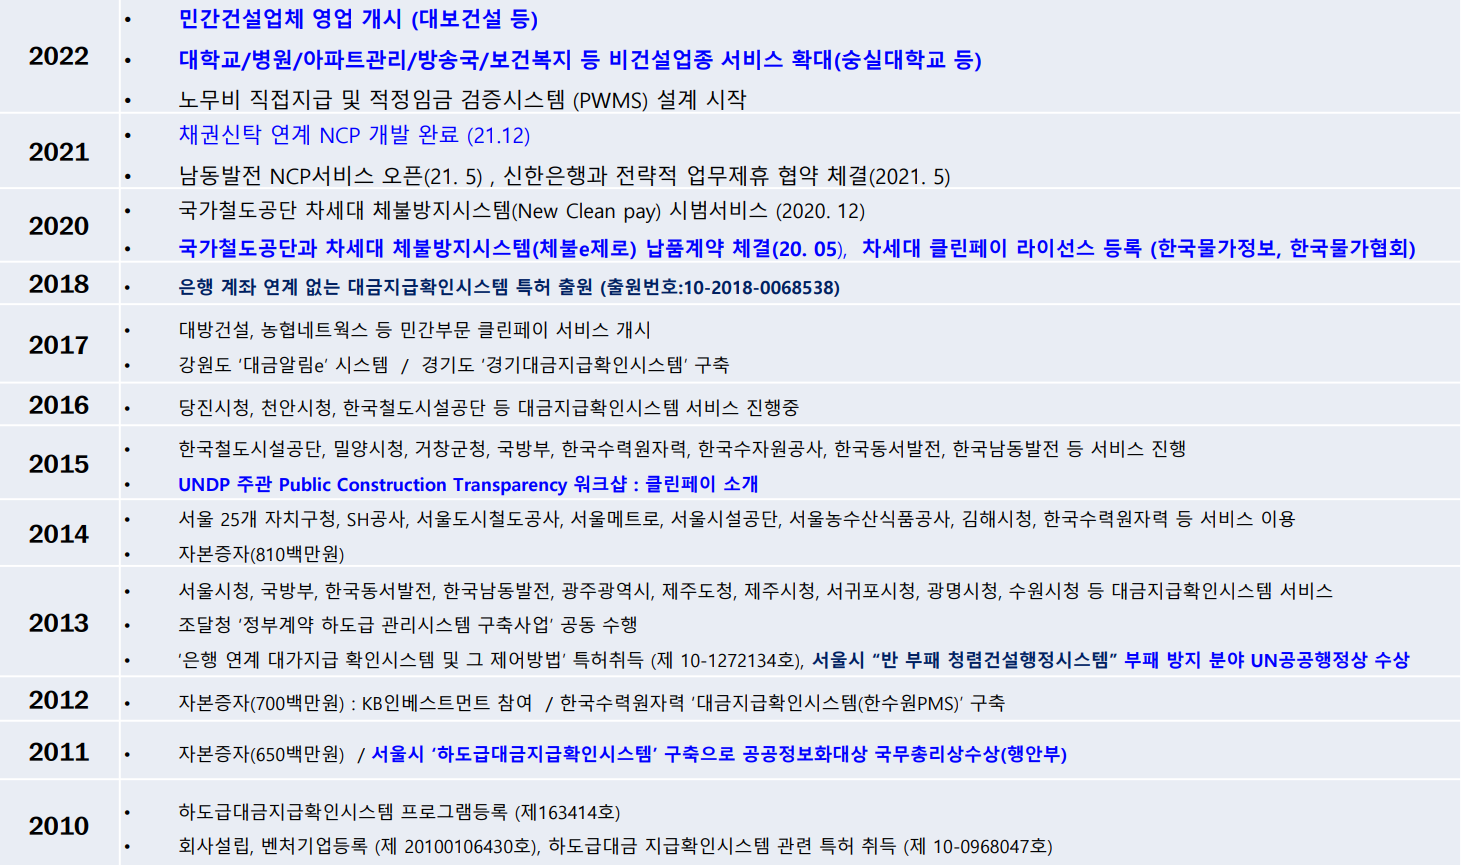 2022
• 민간건설업체 영업 개시 (대보건설 등)
• 대학교/병원/아파트관리/방송국/보건복지 등 비건설업종 서비스 확대(숭실대학교 등)
• 노무비 직접지급 및 적정임금 검증시스템 (PWMS) 설계 시작
2021
• 채권신탁 연계 NCP 개발 완료 (21.12)
• 남동발전 NCP서비스 오픈(21. 5) , 신한은행과 전략적 업무제휴 협약 체결(2021. 5)
2020
• 국가철도공단 차세대 체불방지시스템(New Clean pay) 시범서비스 (2020. 12)
• 국가철도공단과 차세대 체불방지시스템(체불e제로) 납품계약 체결(20. 05), 차세대 클린페이 라이선스 등록 (한국물가정보, 한국물가협회)
2018
• 은행 계좌 연계 없는 대금지급확인시스템 특허 출원 (출원번호:10-2018-0068538)
2017
• 대방건설, 농협네트웍스 등 민간부문 클린페이 서비스 개시
• 강원도 ‘대금알림e’ 시스템 / 경기도 ‘경기대금지급확인시스템’ 구축
2016
• 당진시청, 천안시청, 한국철도시설공단 등 대금지급확인시스템 서비스 진행중
2015
• 한국철도시설공단, 밀양시청, 거창군청, 국방부, 한국수력원자력, 한국수자원공사, 한국동서발전, 한국남동발전 등 서비스 진행
• UNDP 주관 Public Construction Transparency 워크샵 : 클린페이 소개
2014
• 서울 25개 자치구청, SH공사, 서울도시철도공사, 서울메트로, 서울시설공단, 서울농수산식품공사, 김해시청, 한국수력원자력 등 서비스 이용
• 자본증자(810백만원)
2013
• 서울시청, 국방부, 한국동서발전, 한국남동발전, 광주광역시, 제주도청, 제주시청, 서귀포시청, 광명시청, 수원시청 등 대금지급확인시스템 서비스
• 조달청 ‘정부계약 하도급 관리시스템 구축사업’ 공동 수행
• ‘은행 연계 대가지급 확인시스템 및 그 제어방법’ 특허취득 (제 10-1272134호), 서울시 “반 부패 청렴건설행정시스템” 부패 방지 분야 UN공공행정상 수상
2012
• 자본증자(700백만원) : KB인베스트먼트 참여 / 한국수력원자력 ‘대금지급확인시스템(한수원PMS)’ 구축
2011
• 자본증자(650백만원) / 서울시 ‘하도급대금지급확인시스템’ 구축으로 공공정보화대상 국무총리상수상(행안부)
2010
• 하도급대금지급확인시스템 프로그램등록 (제163414호)
• 회사설립, 벤처기업등록 (제 20100106430호), 하도급대금 지급확인시스템 관련 특허 취득 (제 10-0968047호)